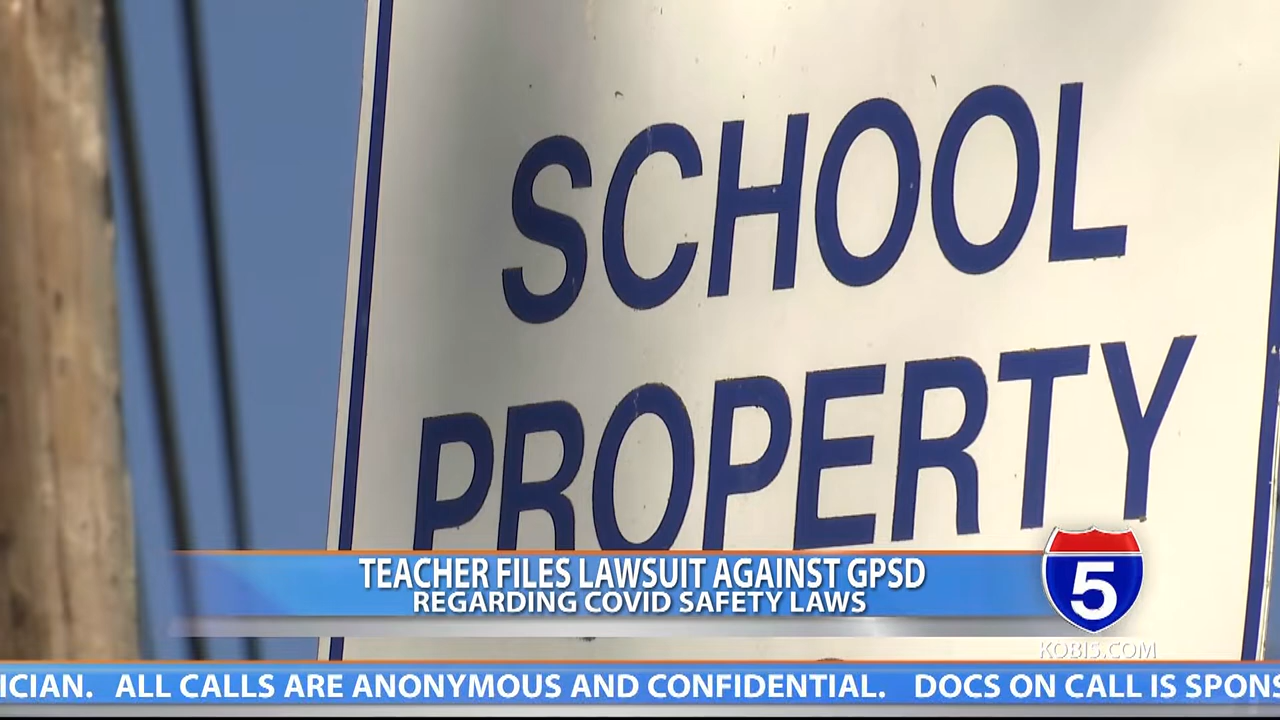 SCHOOL
PROPERTY
TEACHER FILES LAWSUIT AGAINST GPSD
REGARDING COVID SAFETY LAWS
5
KOBI5.COM
ICIAN. ALL CALLS ARE ANONYMOUS AND CONFIDENTIAL. DOCS ON CALL IS SPONS